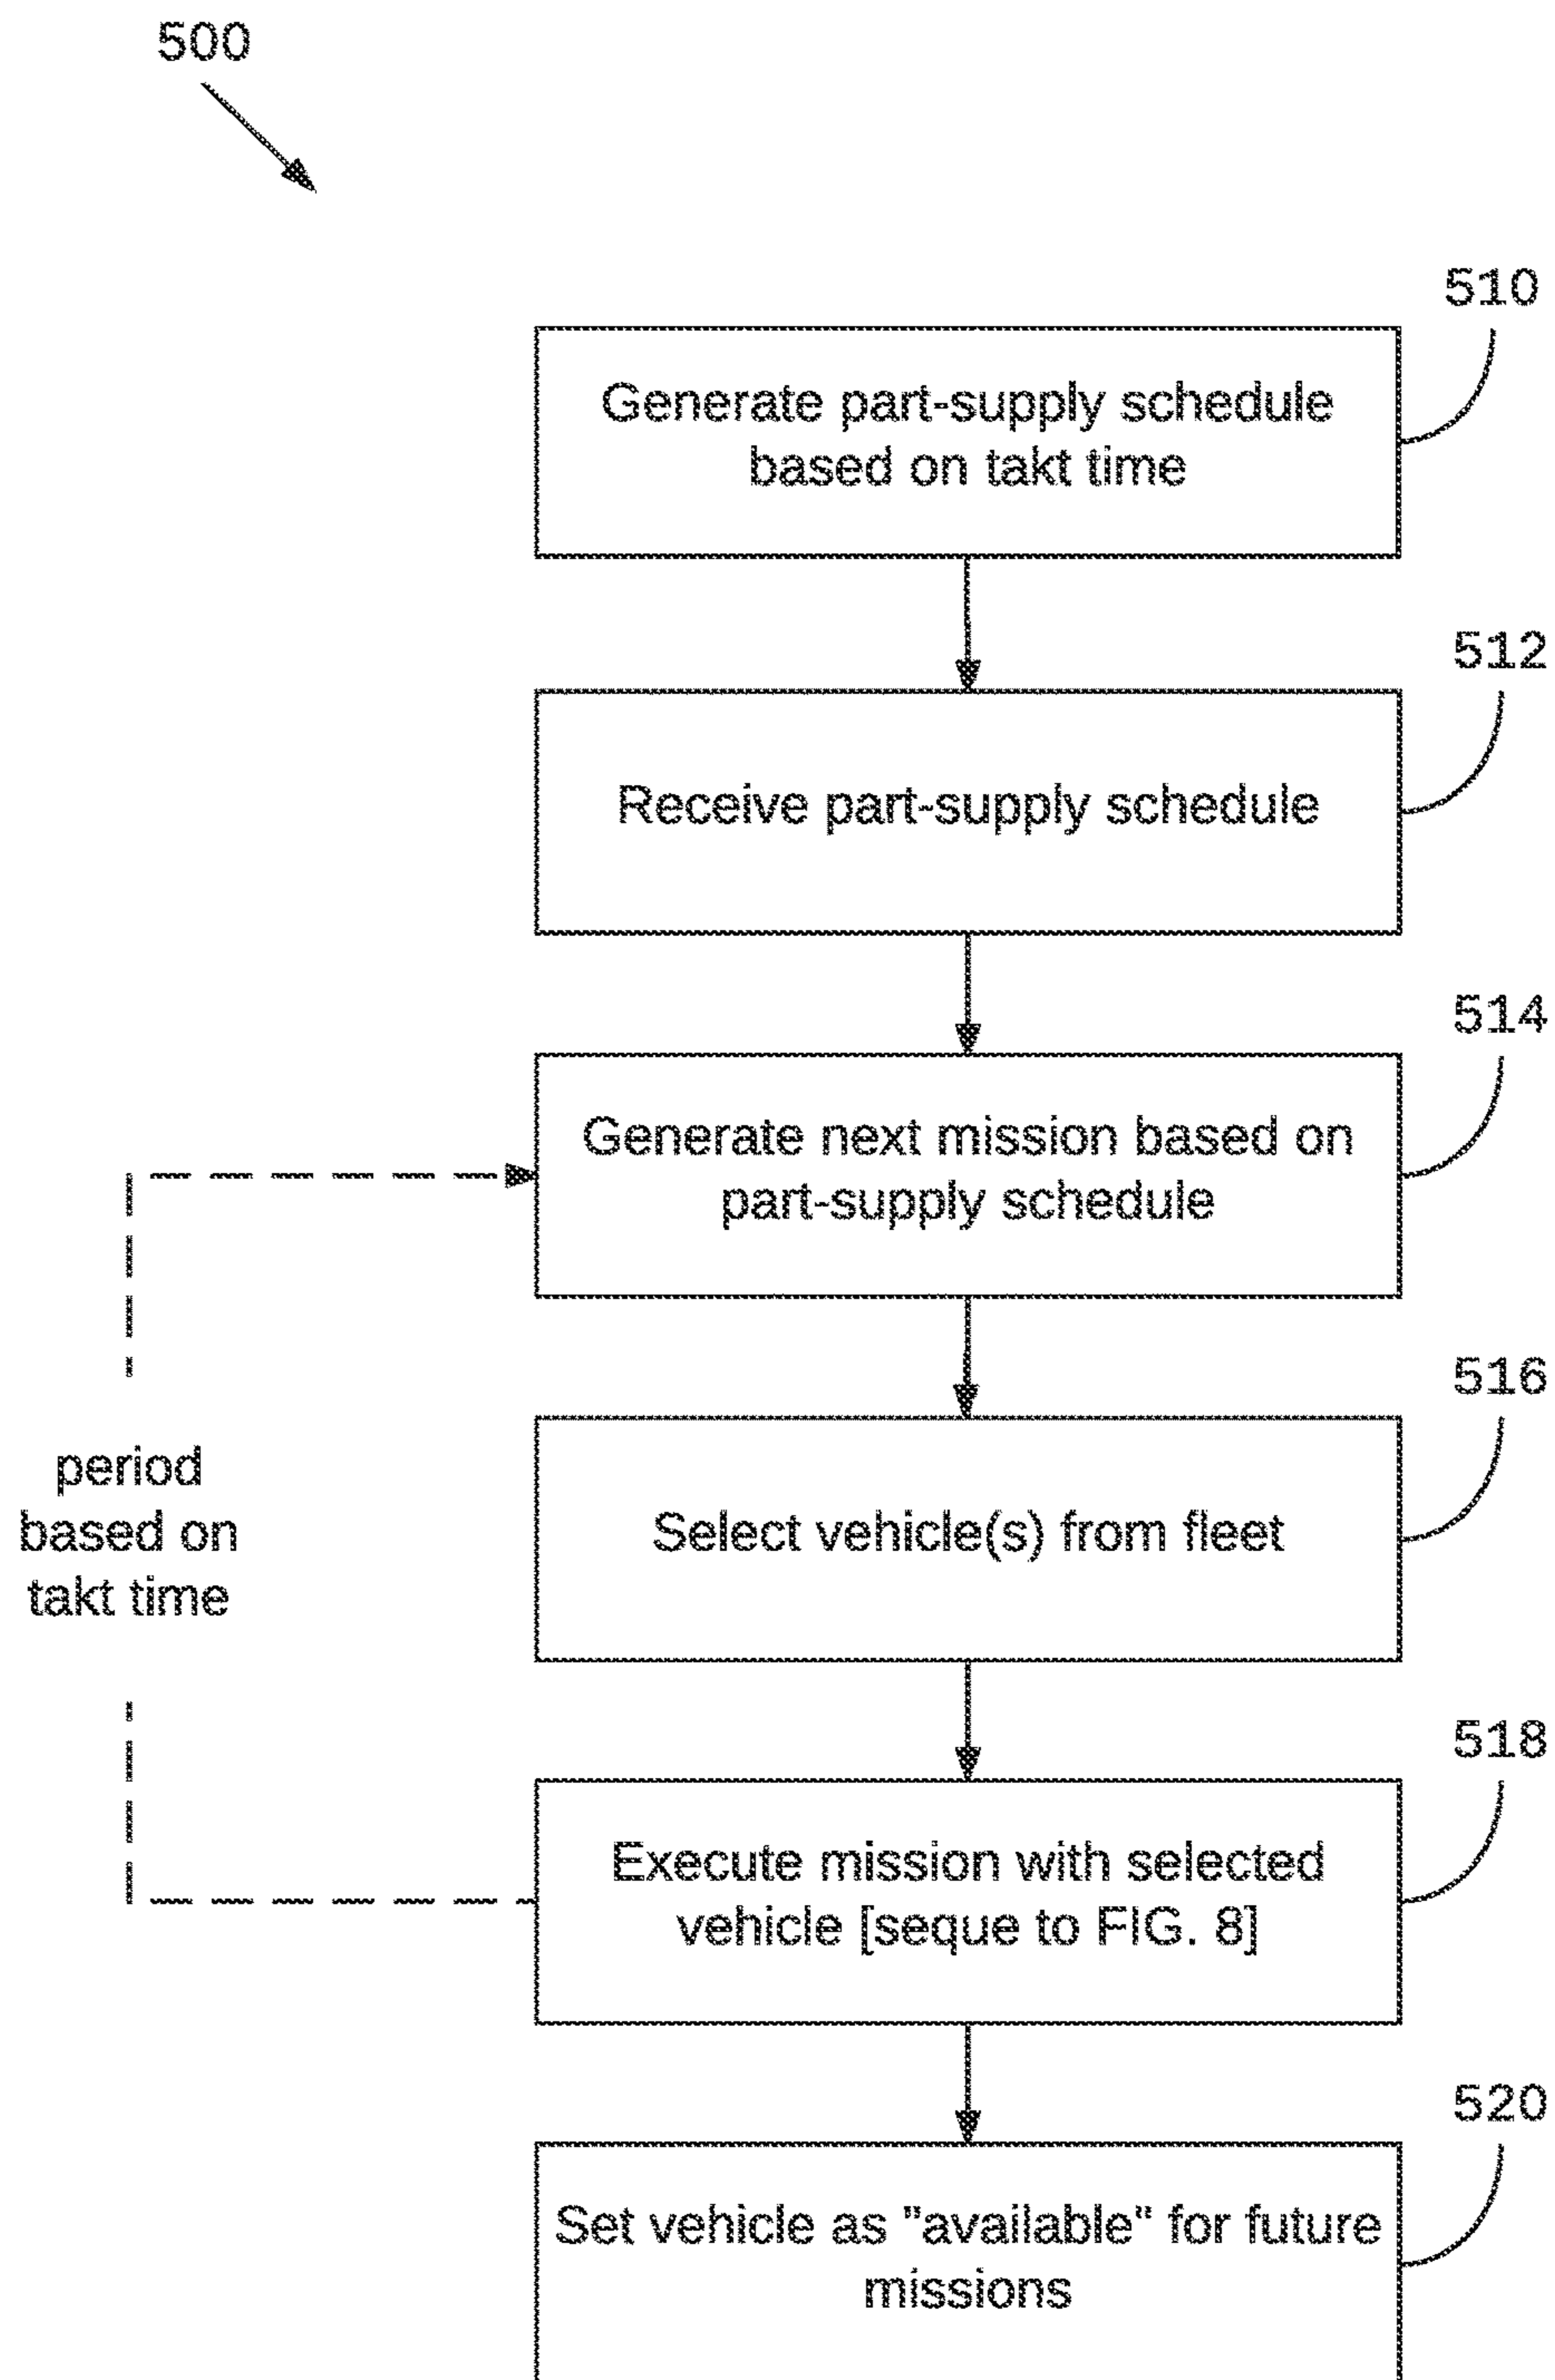 500
510
Generate part-supply schedule
based on takt time
512
Receive part-supply schedule
514
Generate next mission based on
part-supply schedule
516
period
based on
takt time
Select vehicle(s) from fleet
518
Execute mission with selected
vehicle [seque to FIG. 8]
520
Set vehicle as "available" for future
missions